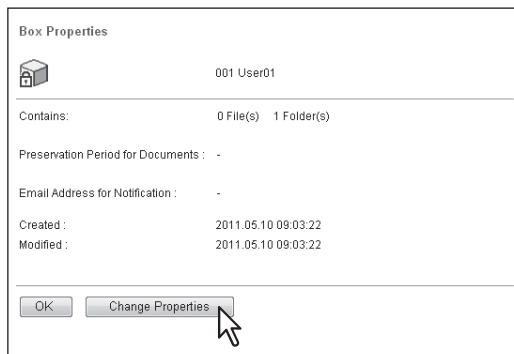 Box Properties
001 User01
Contains: 0 File(s) 1 Folder(s)
Preservation Period for Documents : -
Email Address for Notification : -
Created : 2011.05.10 09:03:22
Modified : 2011.05.10 09:03:22
OK Change Properties